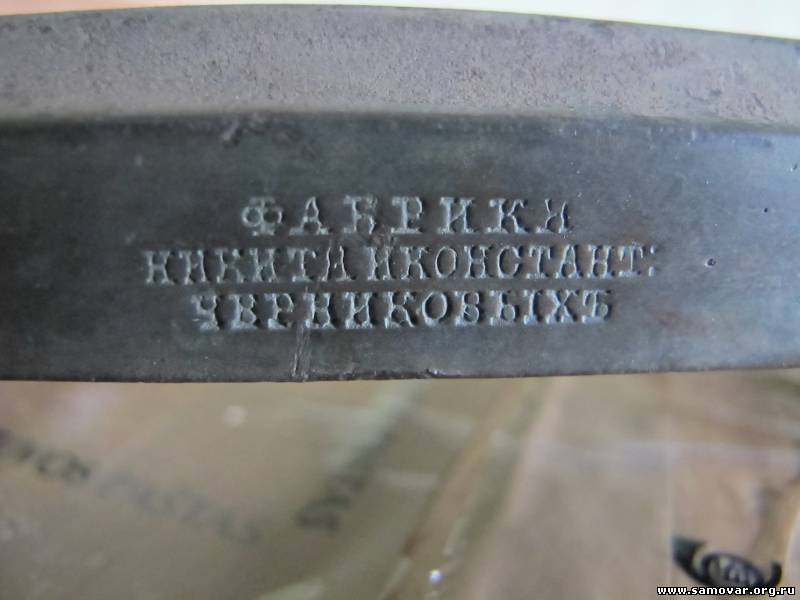 ФАБРИКИ
НИКИТЫ И КОНСТАНТ:
ЧЕРНИКОВЫХЪ
www.samovar.org.ru